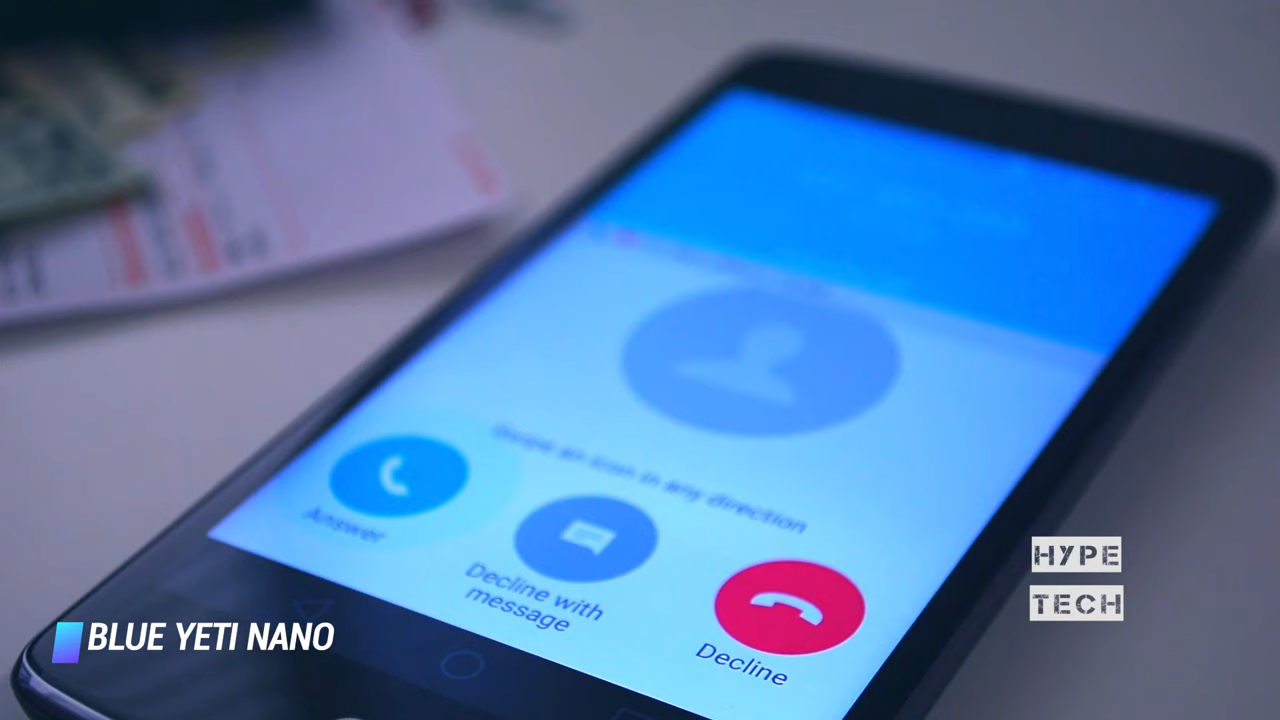 Swipe an icon in any direction
Answer
Decline with
message
Decline
BLUE YETI NANO
HYPE
TECH